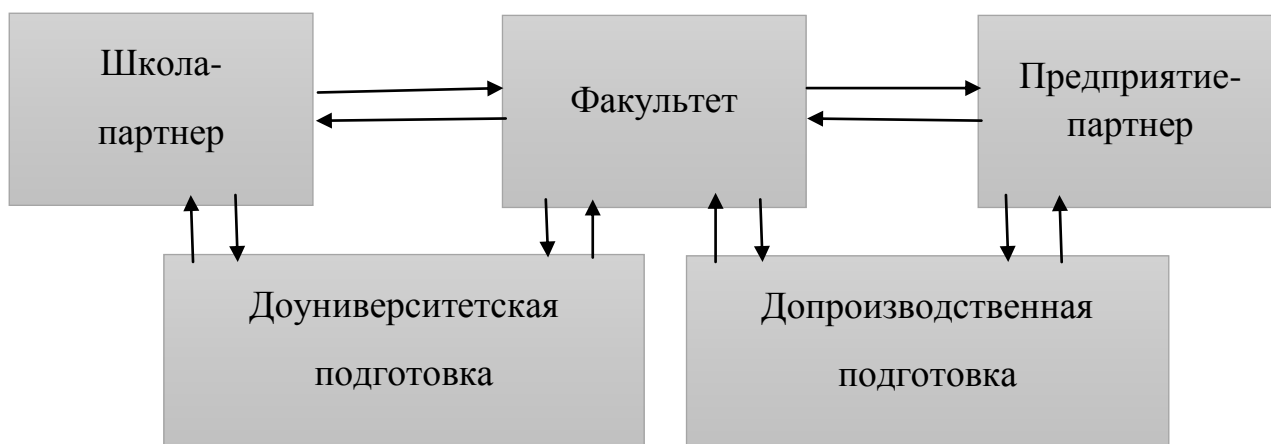 Школа-
партнер
Факультет
Предприятие-
партнер
Доуниверситетская
подготовка
Допроизводственная
подготовка